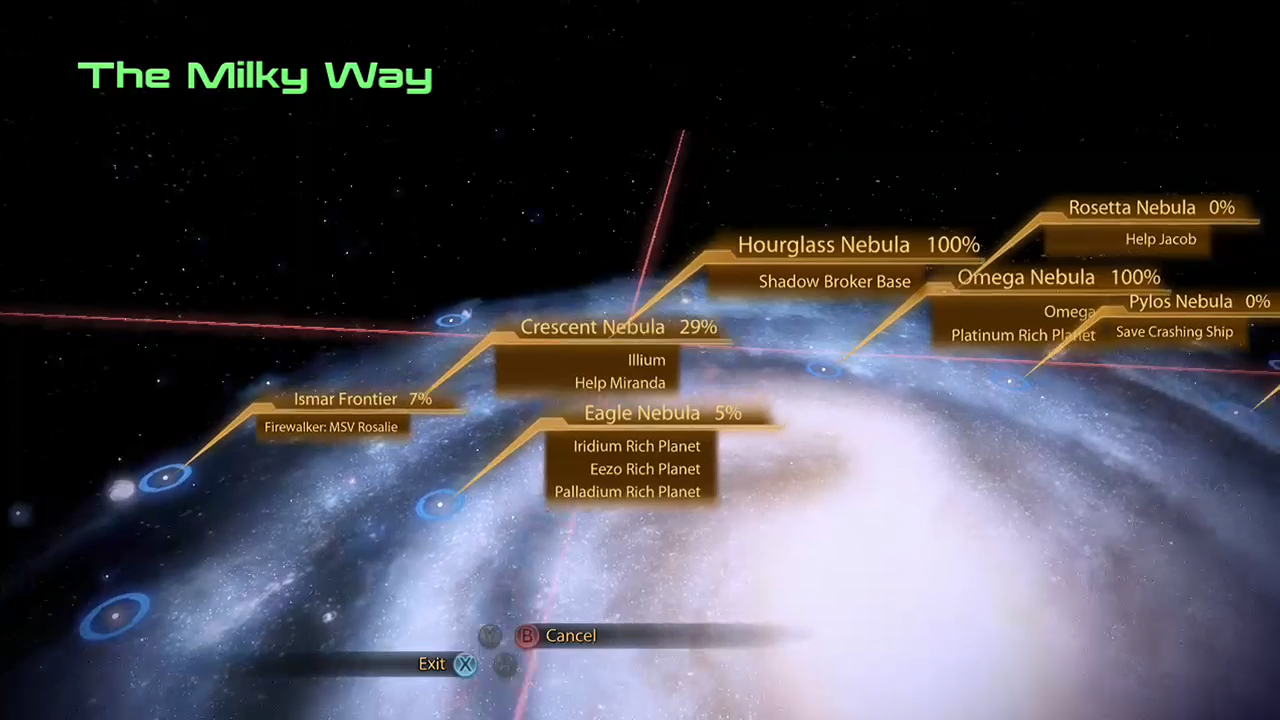 The Milky Way
Rosetta Nebula 0%
Help Jacob
Hourglass Nebula 100%
Shadow Broker Base
Omega Nebula 100%
Omega
Platinum Rich Planet
Pylos Nebula 0%
Save Crashing Ship
Crescent Nebula 29%
Illium
Help Miranda
Ismar Frontier 7%
Firewalker: MSV Rosalie
Eagle Nebula 5%
Iridium Rich Planet
Eezo Rich Planet
Palladium Rich Planet
Y B Cancel
Exit X A